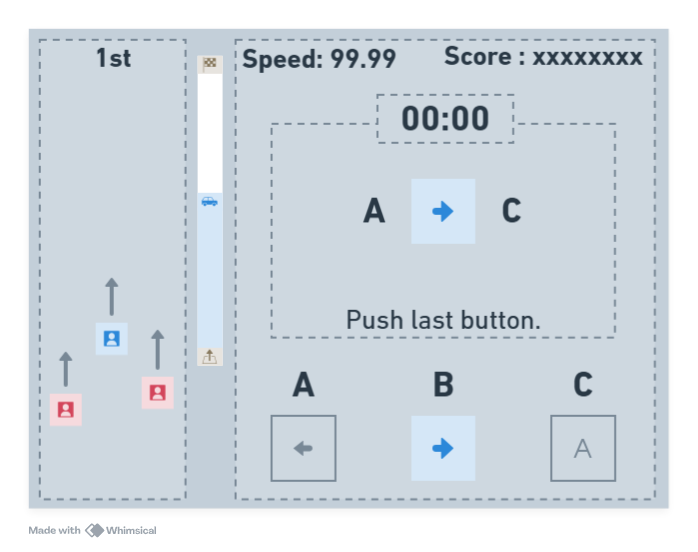 1st
Speed: 99.99
Score : xxxxxxxx
00:00
A C
Push last button.
A B C
A
Made with Whimsical